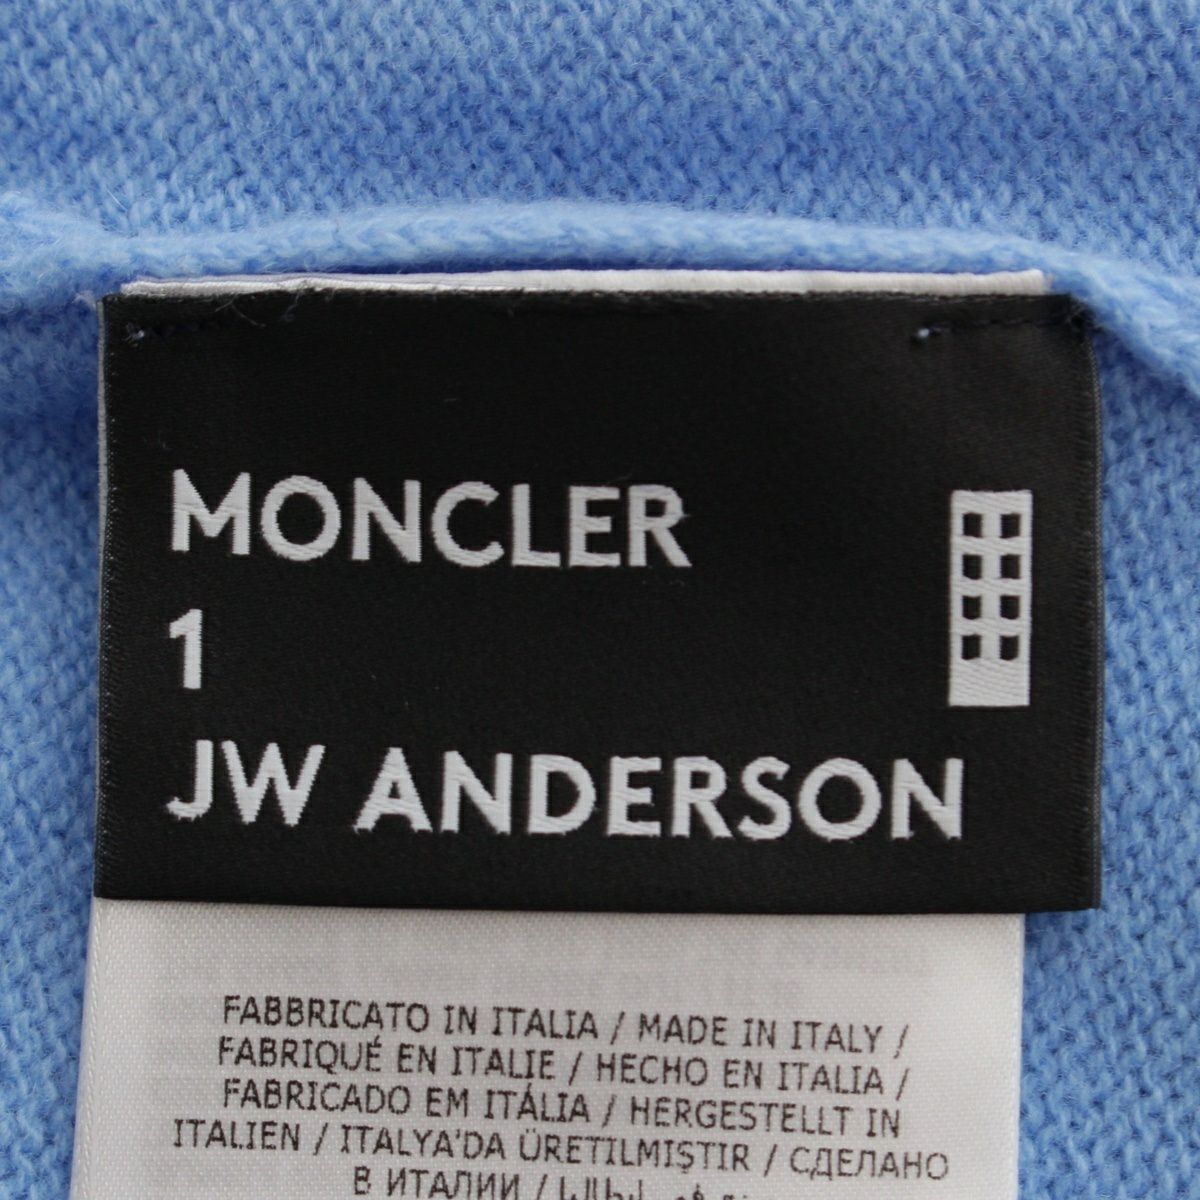 MONCLER
1
JW ANDERSON
FABBRICATO IN ITALIA / MADE IN ITALY /
FABRIQUÉ EN ITALIE / HECHO EN ITALIA /
FABRICADO EM ITÁLIA / HERGESTELLT IN
ITALIEN / ITALYA'DA ÜRETILMIŞTIR / СДЕЛАНО
В ИТАЛИИ /